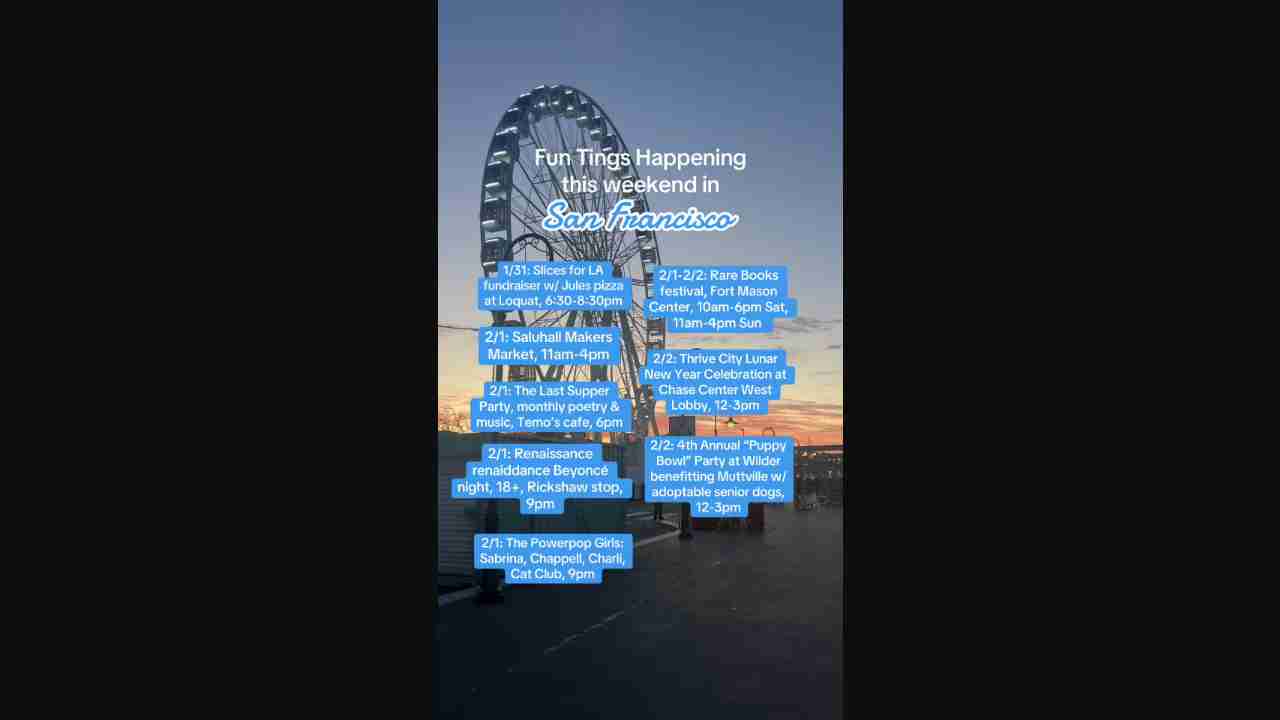 Fun Tings Happening
this weekend in
San Francisco
1/31: Slices for LA
fundraiser w/ Jules pizza
at Loquat, 6:30-8:30pm
2/1: Saluhall Makers
Market, 11am-4pm
2/1: The Last Supper
Party, monthly poetry &
music, Temo's cafe, 6pm
2/1: Renaissance
renaiddance Beyoncé
night, 18+, Rickshaw stop,
9pm
2/1: The Powerpop Girls:
Sabrina, Chappell, Charli,
Cat Club, 9pm
2/1-2/2: Rare Books
festival, Fort Mason
Center, 10am-6pm Sat,
11am-4pm Sun
2/2: Thrive City Lunar
New Year Celebration at
Chase Center West
Lobby, 12-3pm
2/2: 4th Annual “Puppy
Bowl” Party at Wilder
benefitting Muttville w/
adoptable senior dogs,
12-3pm